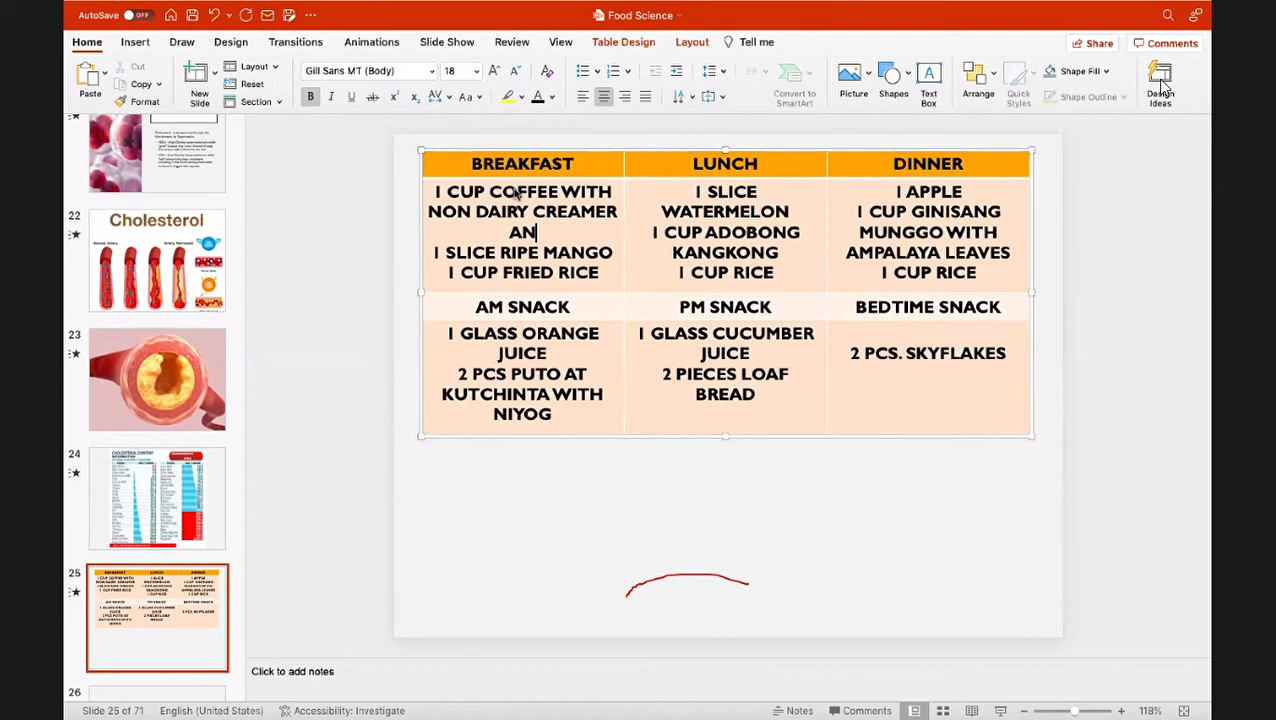 AutoSave OFF
Food Science
Home Insert Draw Design Transitions Animations Slide Show Review View Table Design Layout Tell me
Share Comments
Paste Cut Copy Format
New Slide Layout Reset Section
Gill Sans MT (Body) 18
Convert to SmartArt
Picture Shapes Text Box Arrange Quick Styles Shape Fill Shape Outline Design Ideas
22
Cholesterol
23
24
25
26
BREAKFAST LUNCH DINNER
1 CUP COFFEE WITH
NON DAIRY CREAMER
AN
1 SLICE RIPE MANGO
1 CUP FRIED RICE
1 SLICE
WATERMELON
1 CUP ADOBONG
KANGKONG
1 CUP RICE
1 APPLE
1 CUP GINISANG
MUNGGO WITH
AMPALAYA LEAVES
1 CUP RICE
AM SNACK PM SNACK BEDTIME SNACK
1 GLASS ORANGE
JUICE
2 PCS PUTO AT
KUTCHINTA WITH
NIYOG
1 GLASS CUCUMBER
JUICE
2 PIECES LOAF
BREAD
2 PCS. SKYFLAKES
Click to add notes
Slide 25 of 71 English (United States) Accessibility: Investigate Notes Comments 118%